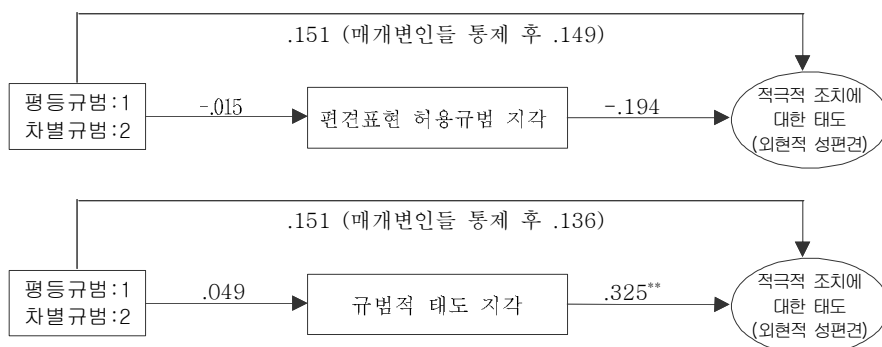 .151 (매개변인들 통제 후 .149)
평등규범:1
차별규범:2
-.015
편견표현 허용규범 지각
-.194
적극적 조치에
대한 태도
(외현적 성편견)
.151 (매개변인들 통제 후 .136)
평등규범:1
차별규범:2
.049
규범적 태도 지각
.325**
적극적 조치에
대한 태도
(외현적 성편견)